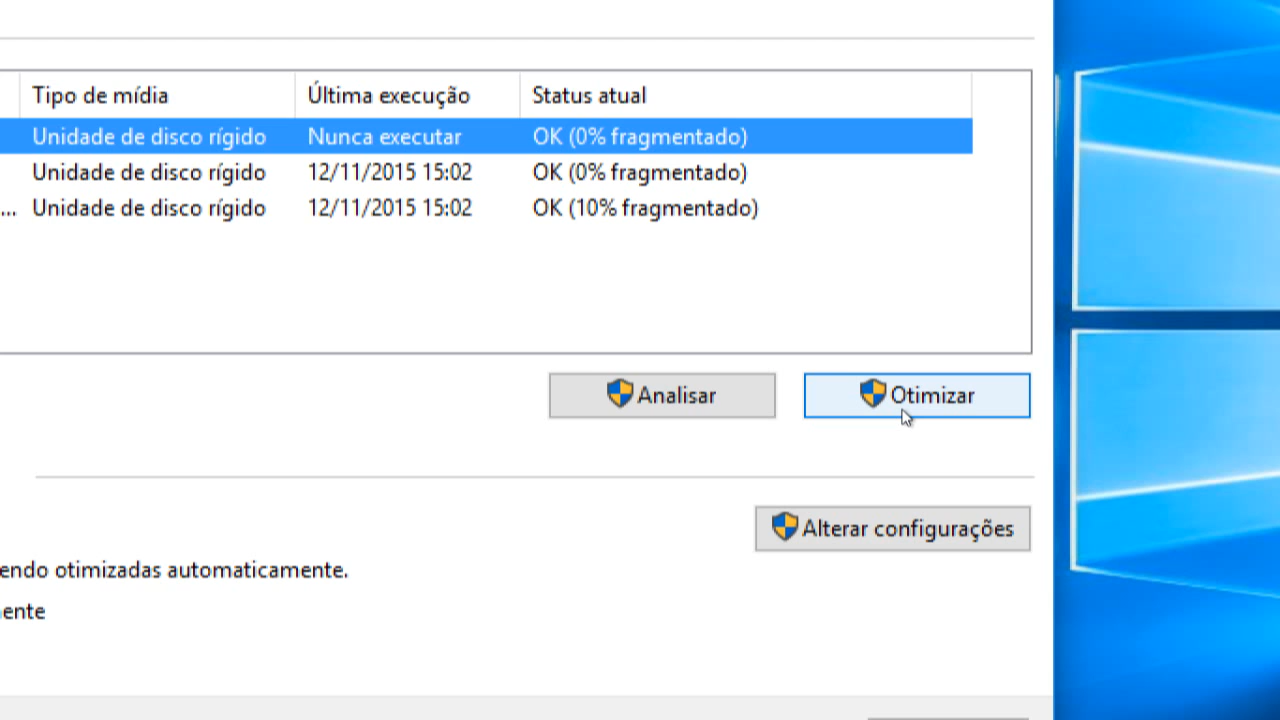 Tipo de mídia Última execução Status atual
Unidade de disco rígido Nunca executar OK (0% fragmentado)
Unidade de disco rígido 12/11/2015 15:02 OK (0% fragmentado)
... Unidade de disco rígido 12/11/2015 15:02 OK (10% fragmentado)
Analisar Otimizar
Alterar configurações
endo otimizadas automaticamente.
ente